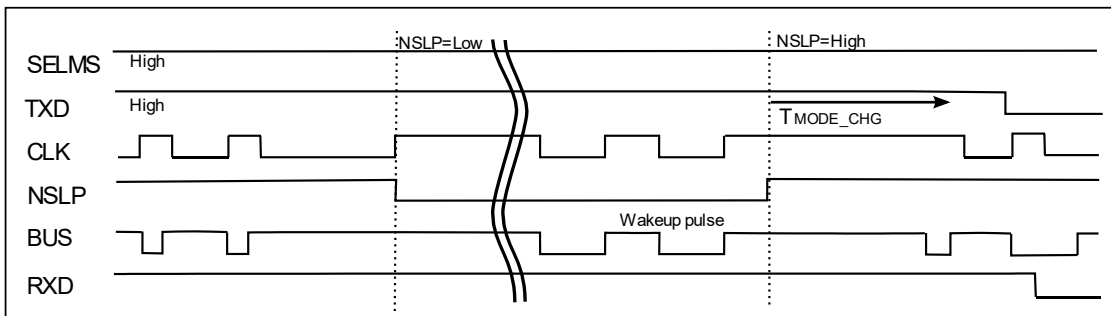 NSLP=Low
NSLP=High
SELMS
High
TXD
High
TMODE_CHG
CLK
NSLP
Wakeup pulse
BUS
RXD